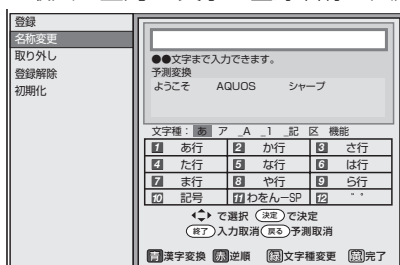 登録
名称変更
取り外し
登録解除
初期化
●●文字まで入力できます。
予測変換
ようこそ AQUOS シャープ
文字種： あ ア _A _1 _記 区 機能
1 あ行 2 か行 3 さ行
4 た行 5 な行 6 は行
7 ま行 8 や行 9 ら行
10 記号 11 わをん－SP 12 ゛゜
で選択 決定 で決定
終了 入力取消 戻る 予測取消
青 漢字変換 赤 逆順 緑 文字種変更 黄 完了